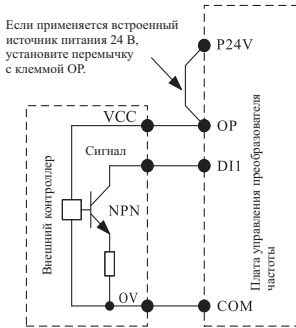 Если применяется встроенный
источник питания 24 В,
установите перемычку
с клеммой OP.
P24V
VCC
OP
Сигнал
DI1
NPN
Внешний контроллер
Плата управления преобразователя
частоты
0V
COM